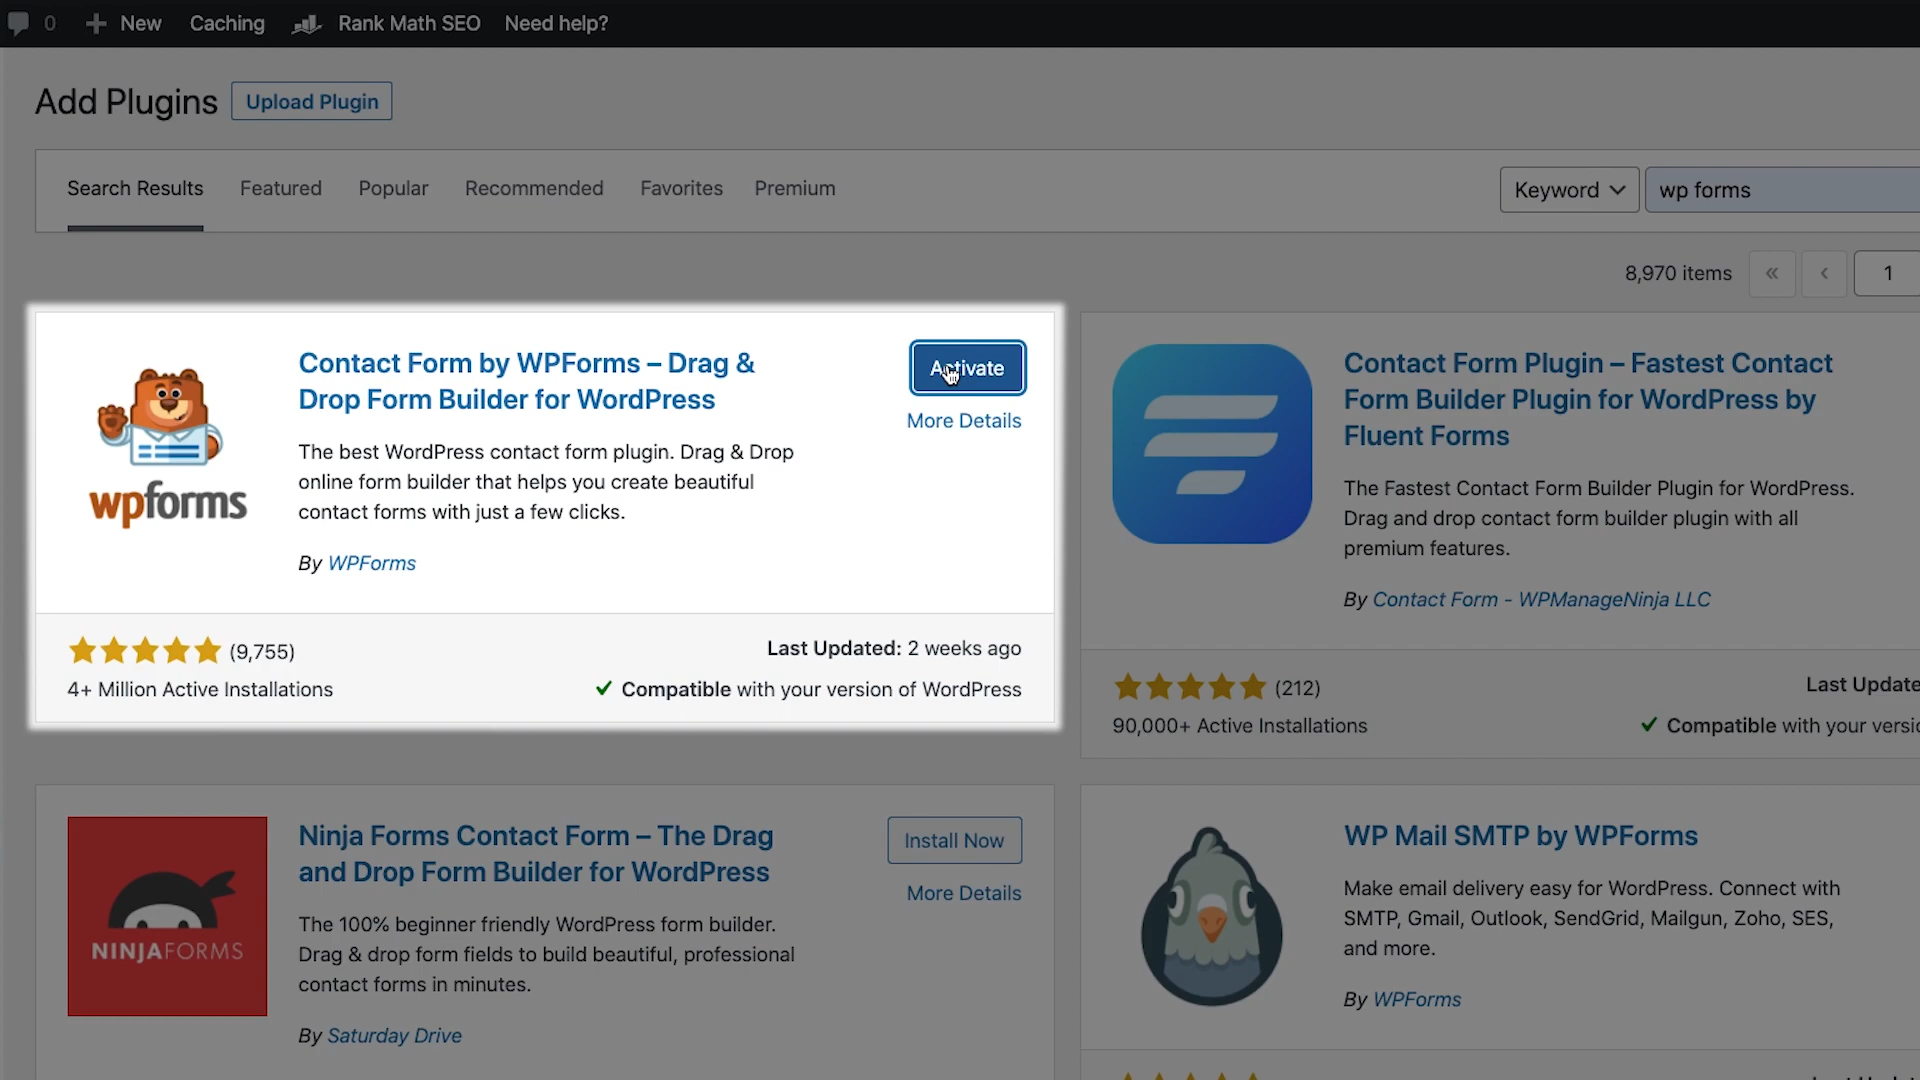 0 New Caching Rank Math SEO Need help?
Add Plugins Upload Plugin
Search Results Featured Popular Recommended Favorites Premium Keyword wp forms
8,970 items « ‹ 1
Contact Form by WPForms – Drag &
Drop Form Builder for WordPress
Activate
More Details
The best WordPress contact form plugin. Drag & Drop
online form builder that helps you create beautiful
contact forms with just a few clicks.
By WPForms
wpforms
(9,755)
Last Updated: 2 weeks ago
4+ Million Active Installations
Compatible with your version of WordPress
Contact Form Plugin – Fastest Contact
Form Builder Plugin for WordPress by
Fluent Forms
The Fastest Contact Form Builder Plugin for WordPress.
Drag and drop contact form builder plugin with all
premium features.
By Contact Form - WPManageNinja LLC
(212)
Last Update
90,000+ Active Installations
Compatible with your versio
Ninja Forms Contact Form – The Drag
and Drop Form Builder for WordPress
Install Now
More Details
The 100% beginner friendly WordPress form builder.
Drag & drop form fields to build beautiful, professional
contact forms in minutes.
By Saturday Drive
NINJAFORMS
WP Mail SMTP by WPForms
Make email delivery easy for WordPress. Connect with
SMTP, Gmail, Outlook, SendGrid, Mailgun, Zoho, SES,
and more.
By WPForms